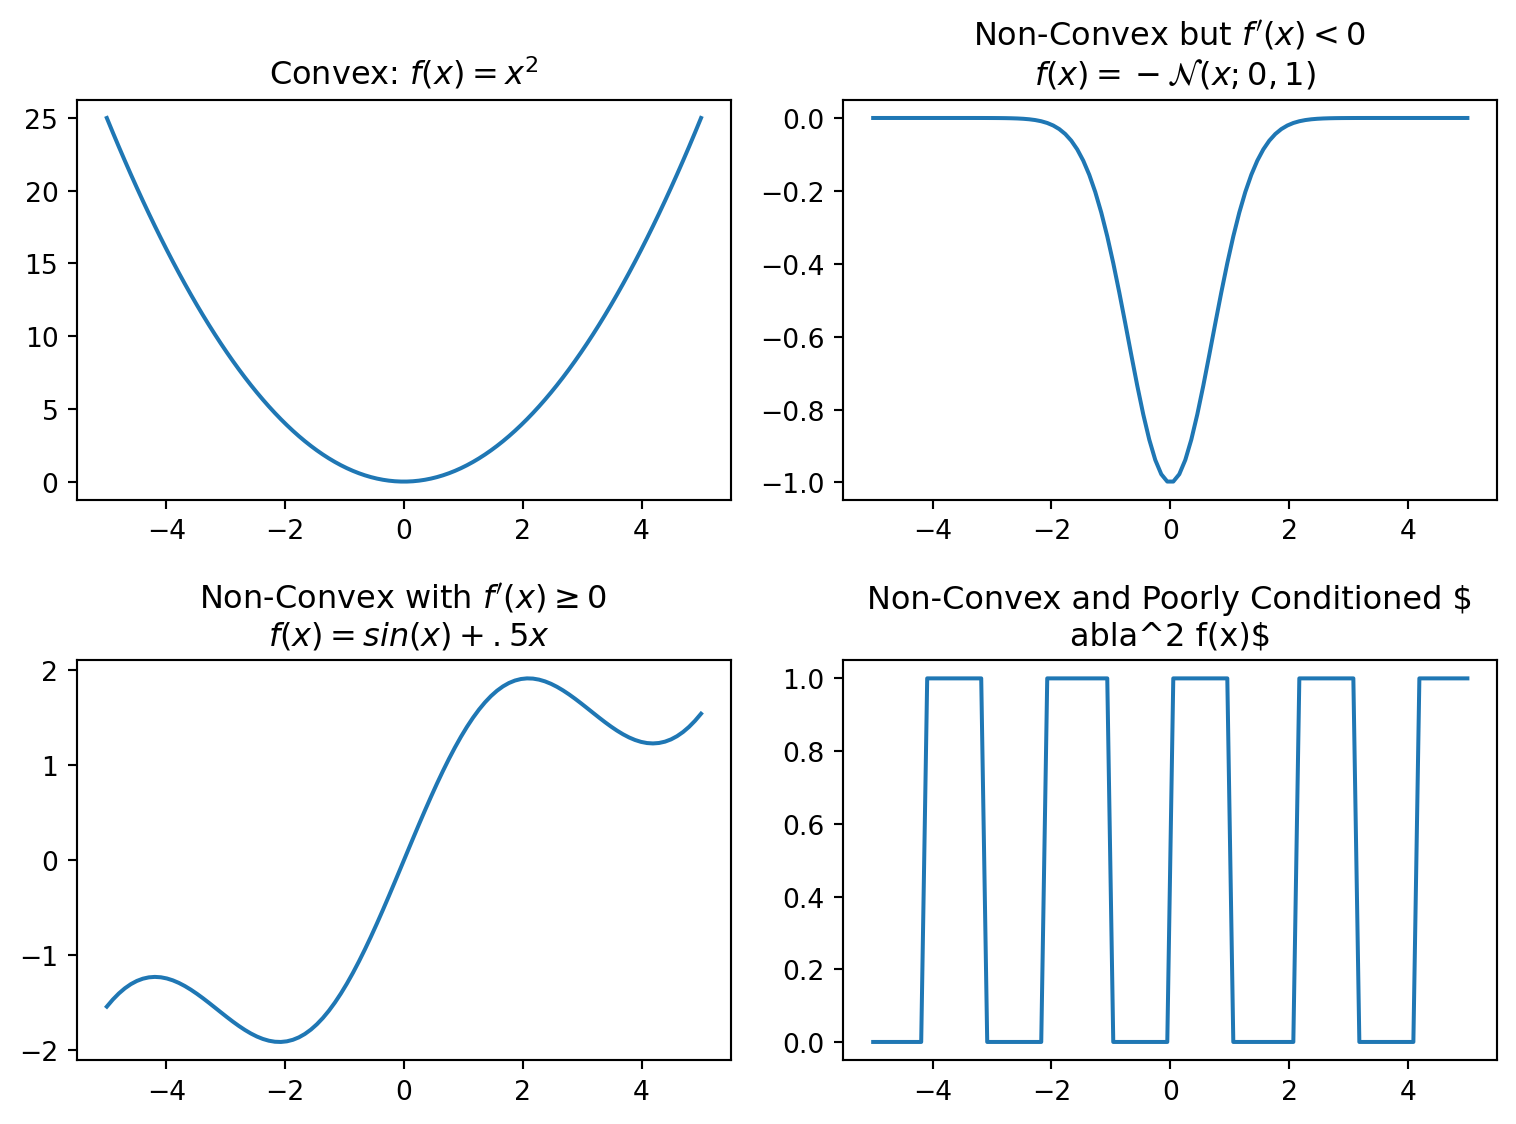 Convex: f(x) = x²
25
20
15
10
5
0
−4 −2 0 2 4
Non-Convex but f′(x) < 0
f(x) = −𝒩(x; 0, 1)
0.0
−0.2
−0.4
−0.6
−0.8
−1.0
−4 −2 0 2 4
Non-Convex with f′(x) ≥ 0
f(x) = sin(x) + .5x
2
1
0
−1
−2
−4 −2 0 2 4
Non-Convex and Poorly Conditioned $
abla^2 f(x)$
1.0
0.8
0.6
0.4
0.2
0.0
−4 −2 0 2 4